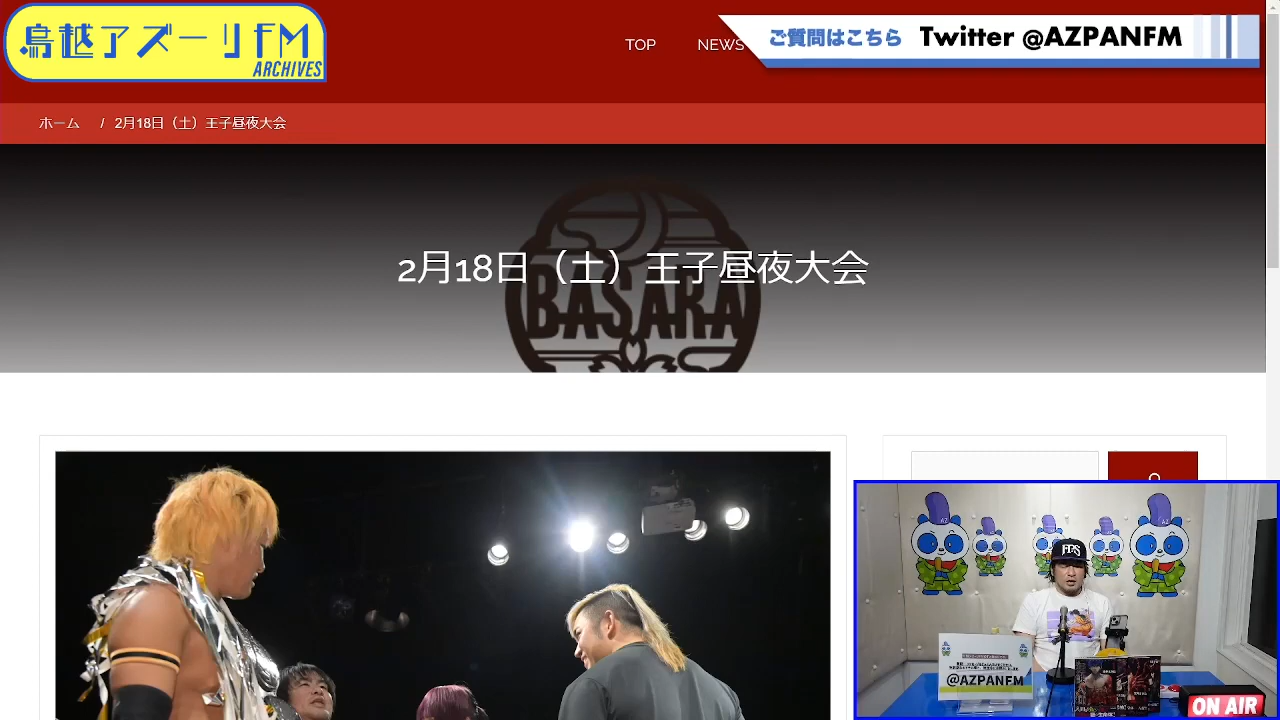 鳥越アズーリFM
ARCHIVES
TOP
NEWS
ご質問はこちら Twitter @AZPANFM
ホーム / 2月18日（土）王子昼夜大会
BASARA
2月18日（土）王子昼夜大会
@AZPANFM
ON AIR